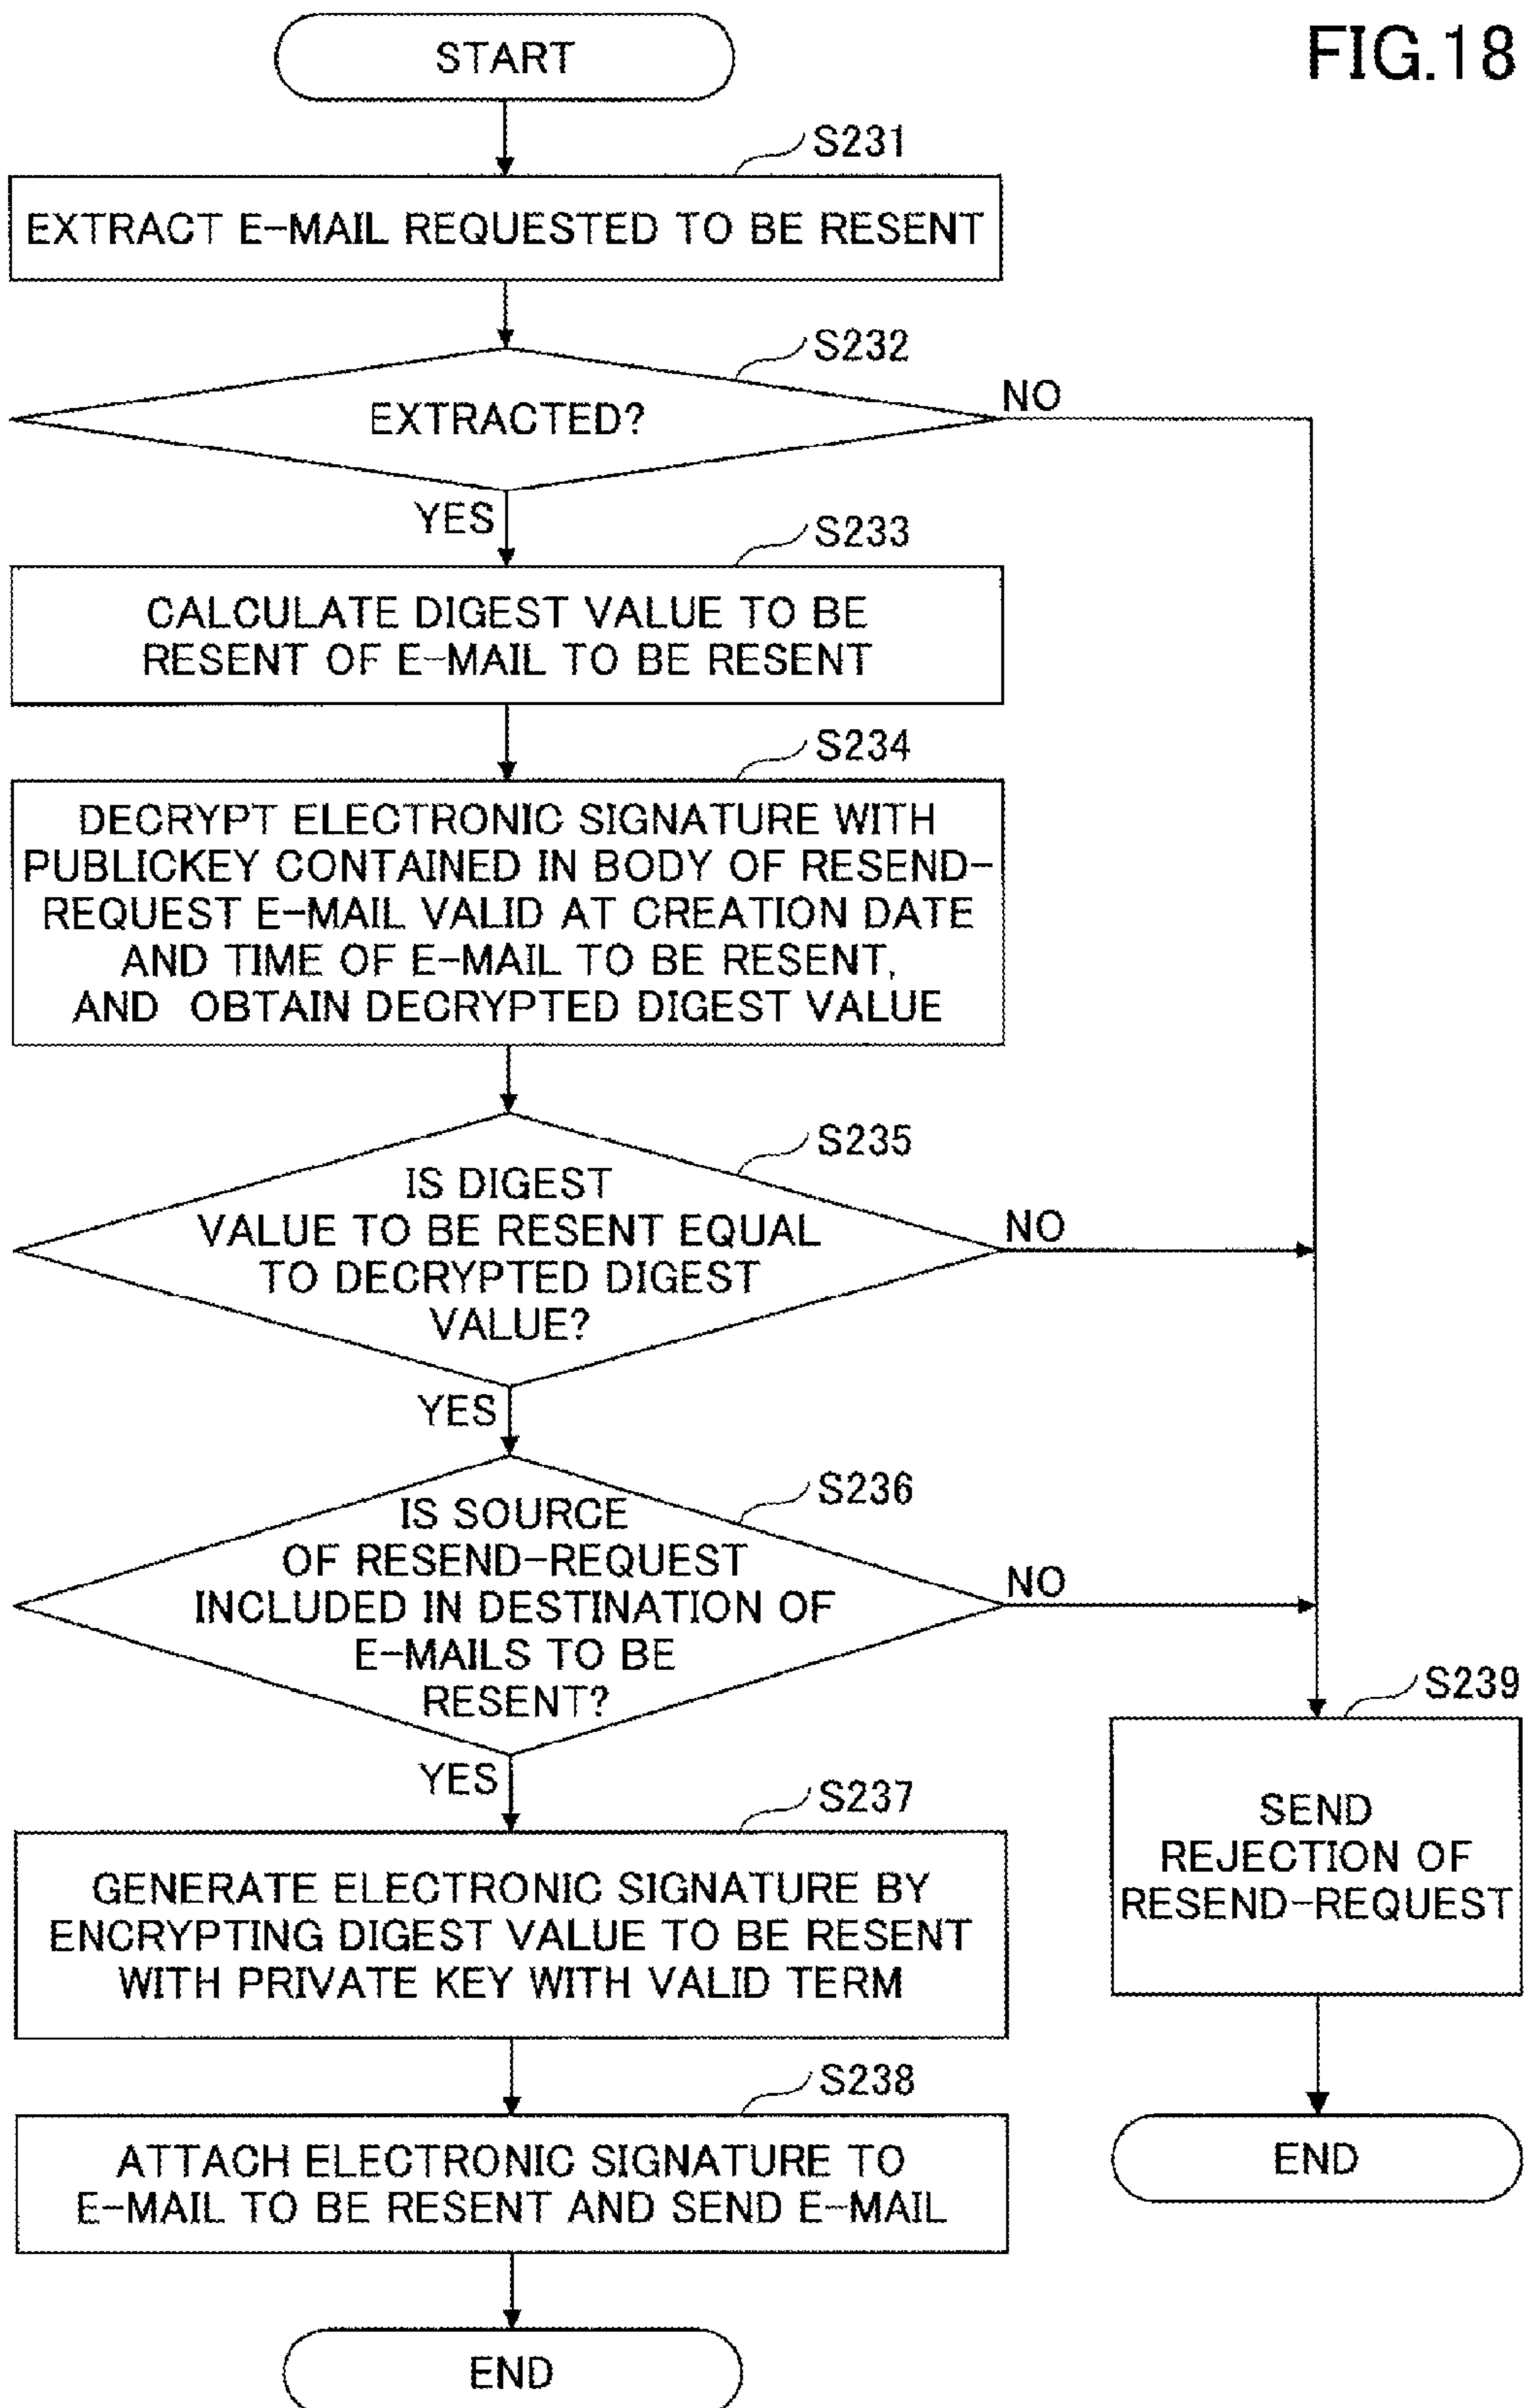 FIG.18
START
S231
EXTRACT E-MAIL REQUESTED TO BE RESENT
S232
EXTRACTED?
NO
YES
S233
CALCULATE DIGEST VALUE TO BE
RESENT OF E-MAIL TO BE RESENT
S234
DECRYPT ELECTRONIC SIGNATURE WITH
PUBLICKEY CONTAINED IN BODY OF RESEND-
REQUEST E-MAIL VALID AT CREATION DATE
AND TIME OF E-MAIL TO BE RESENT,
AND OBTAIN DECRYPTED DIGEST VALUE
S235
IS DIGEST
VALUE TO BE RESENT EQUAL
TO DECRYPTED DIGEST
VALUE?
NO
YES
S236
IS SOURCE
OF RESEND-REQUEST
INCLUDED IN DESTINATION OF
E-MAILS TO BE
RESENT?
NO
YES
S237
GENERATE ELECTRONIC SIGNATURE BY
ENCRYPTING DIGEST VALUE TO BE RESENT
WITH PRIVATE KEY WITH VALID TERM
S238
ATTACH ELECTRONIC SIGNATURE TO
E-MAIL TO BE RESENT AND SEND E-MAIL
END
S239
SEND
REJECTION OF
RESEND-REQUEST
END